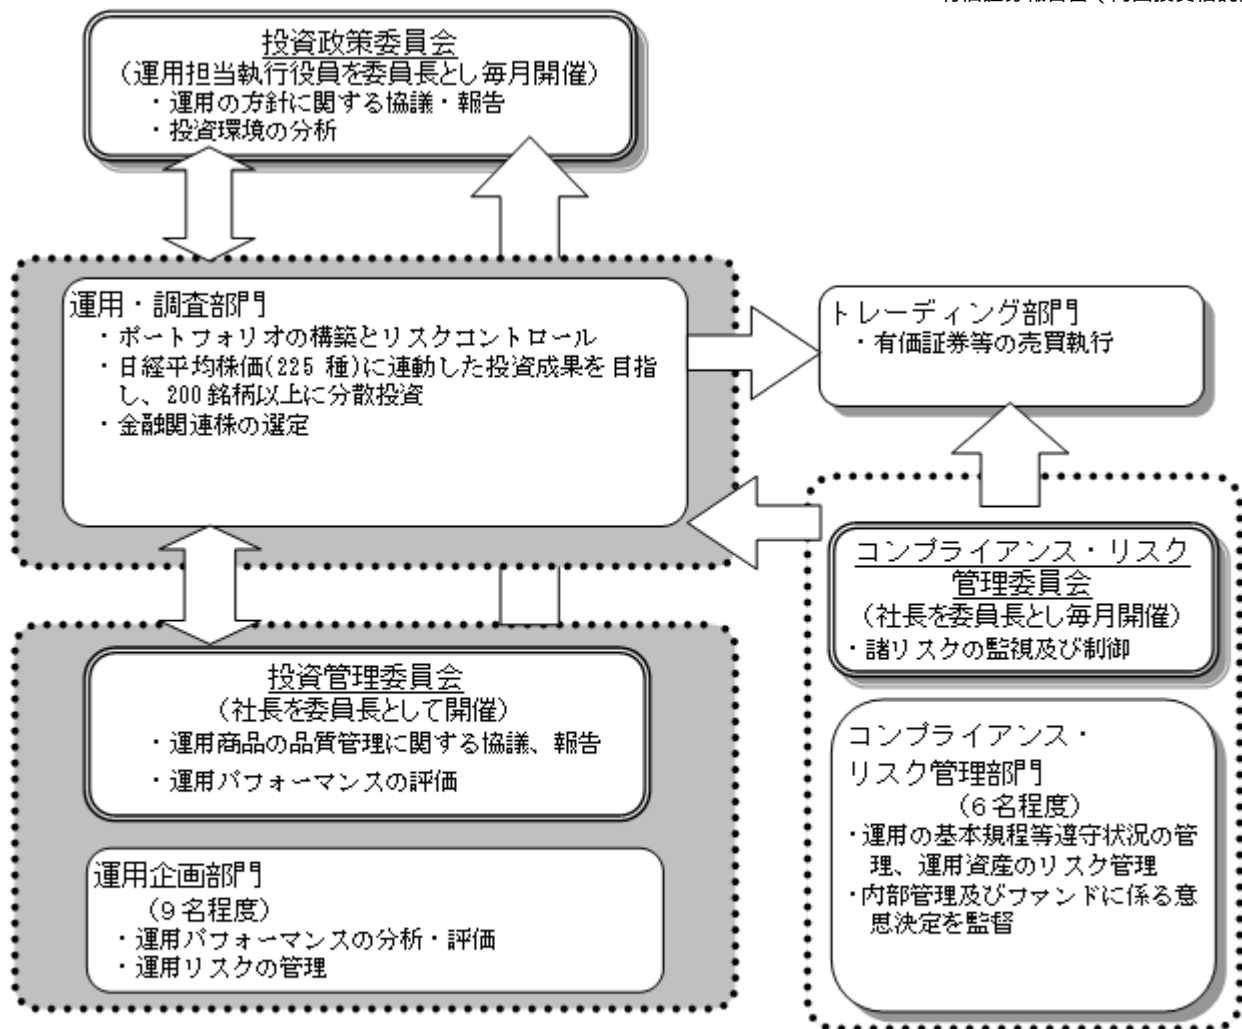 投資政策委員会
(運用担当執行役員を委員長とし毎月開催)
・運用の方針に関する協議・報告
・投資環境の分析
運用・調査部門
・ポートフォリオの構築とリスクコントロール
・日経平均株価(225 種)に連動した投資成果を目指
し、200 銘柄以上に分散投資
・金融関連株の選定
トレーディング部門
・有価証券等の売買執行
コンプライアンス・リスク
管理委員会
(社長を委員長とし毎月開催)
・諸リスクの監視及び制御
投資管理委員会
(社長を委員長として開催)
・運用商品の品質管理に関する協議、報告
・運用パフォーマンスの評価
コンプライアンス・
リスク管理部門
(6名程度)
・運用の基本規程等遵守状況の管
理、運用資産のリスク管理
・内部管理及びファンドに係る意
思決定を監督
運用企画部門
(9名程度)
・運用パフォーマンスの分析・評価
・運用リスクの管理